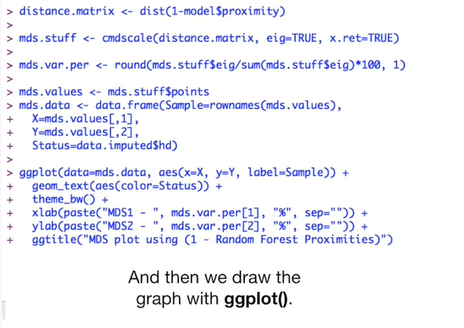 > distance.matrix <- dist(1-model$proximity)
>
> mds.stuff <- cmdscale(distance.matrix, eig=TRUE, x.ret=TRUE)
>
> mds.var.per <- round(mds.stuff$eig/sum(mds.stuff$eig)*100, 1)
>
> mds.values <- mds.stuff$points
> mds.data <- data.frame(Sample=rownames(mds.values),
+   X=mds.values[,1],
+   Y=mds.values[,2],
+   Status=data.imputed$hd)
>
> ggplot(data=mds.data, aes(x=X, y=Y, label=Sample)) +
+   geom_text(aes(color=Status)) +
+   theme_bw() +
+   xlab(paste("MDS1 - ", mds.var.per[1], "%", sep="")) +
+   ylab(paste("MDS2 - ", mds.var.per[2], "%", sep="")) +
+   ggtitle("MDS plot using (1 - Random Forest Proximities)")
And then we draw the
graph with ggplot().